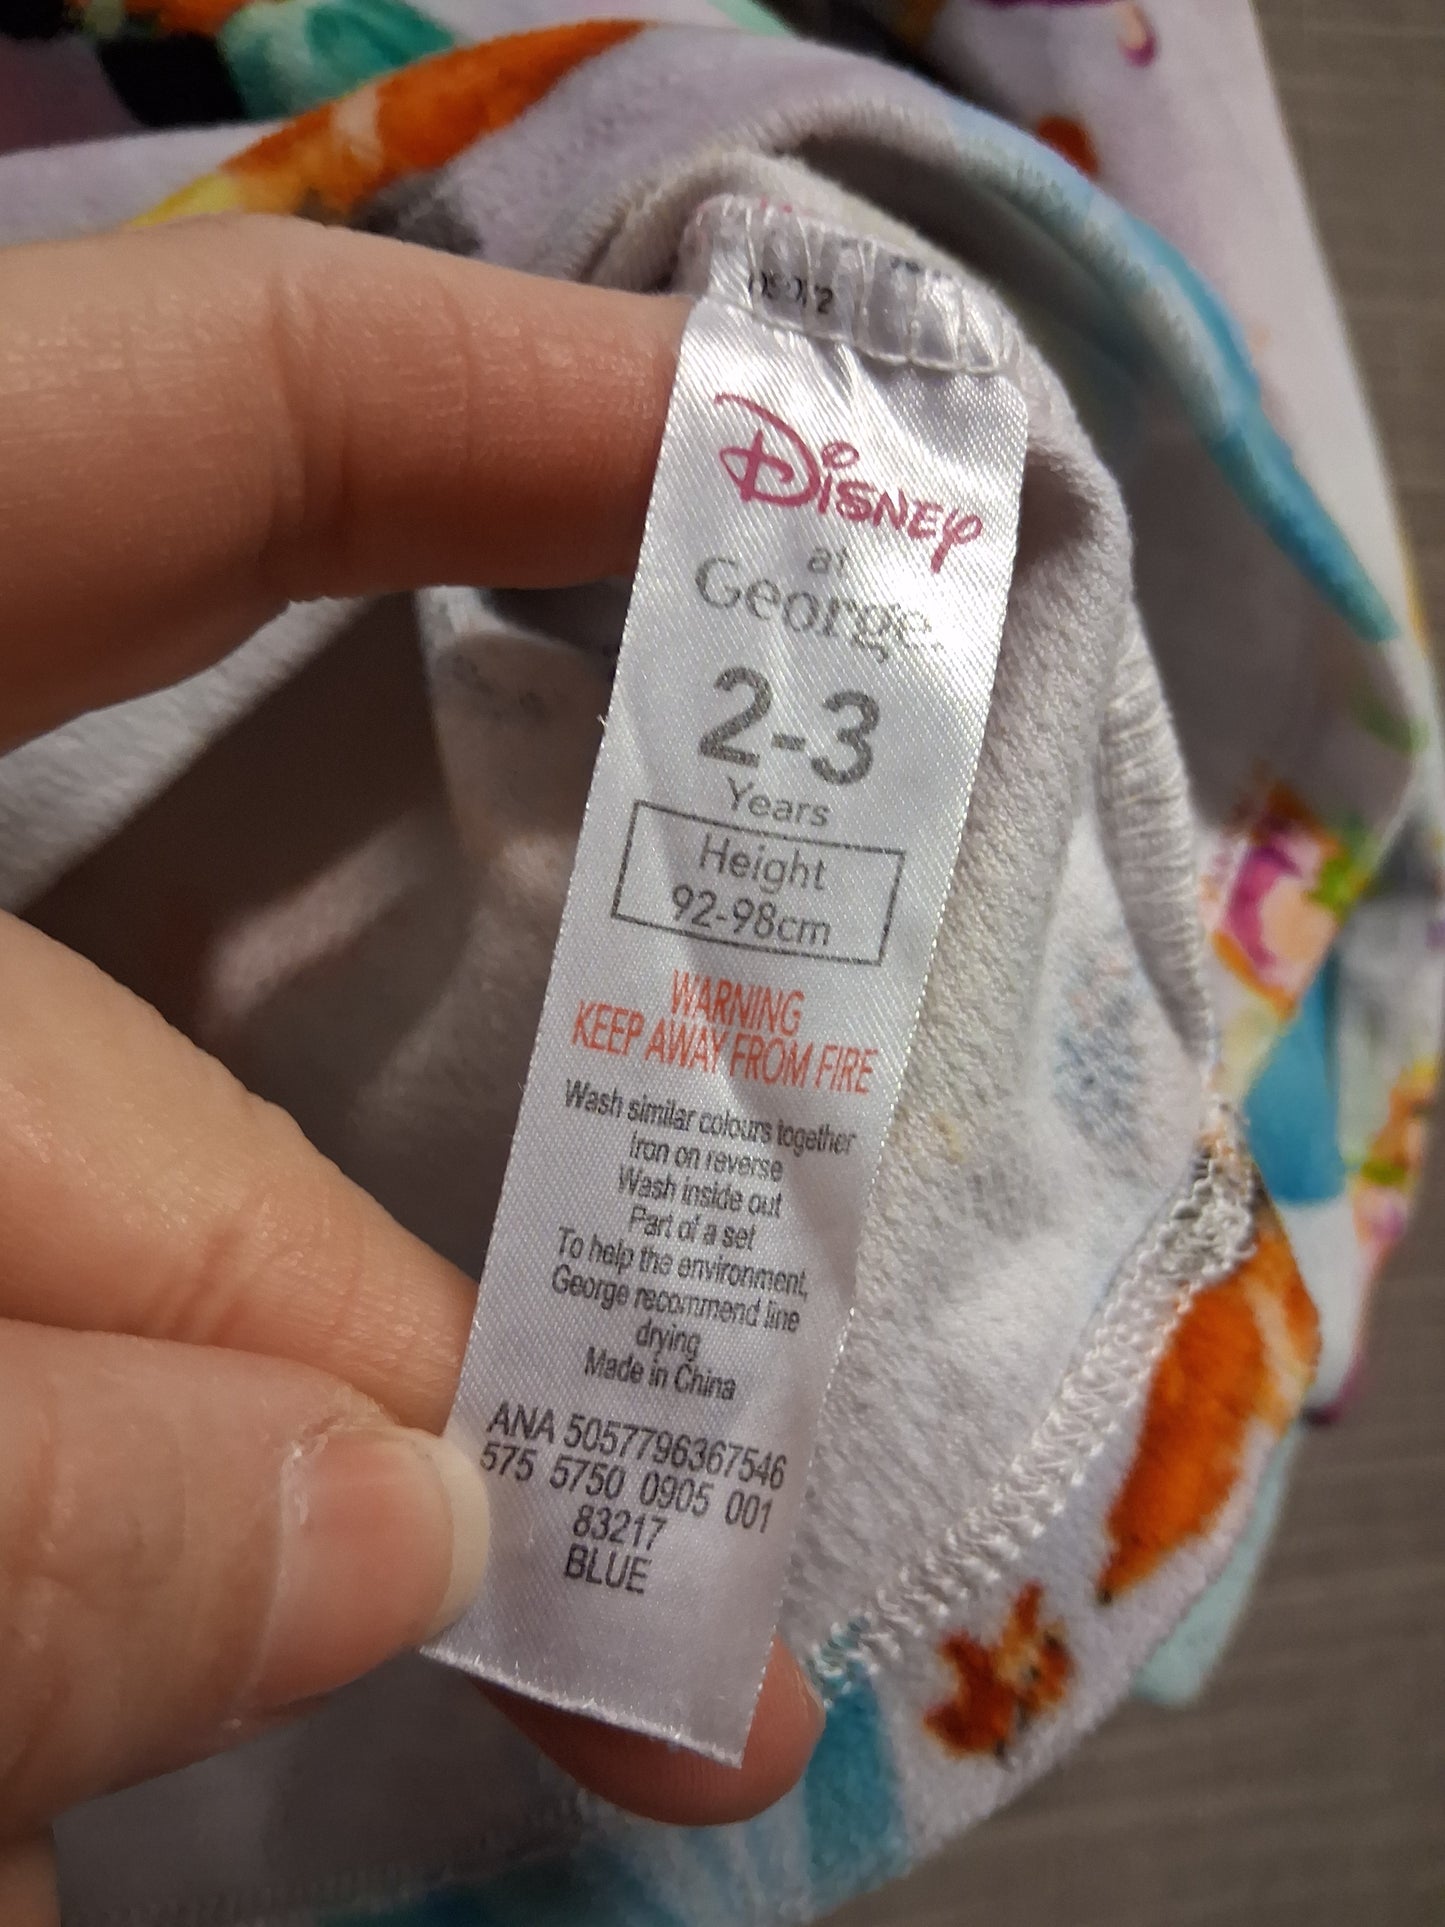 Disney
at
George
2-3
Years
Height
92-98cm
WARNING
KEEP AWAY FROM FIRE
Wash similar colours together
Iron on reverse
Wash inside out
Part of a set
To help the environment,
George recommend line
drying
Made in China
ANA 5057796367546
575 5750 0905 001
83217
BLUE